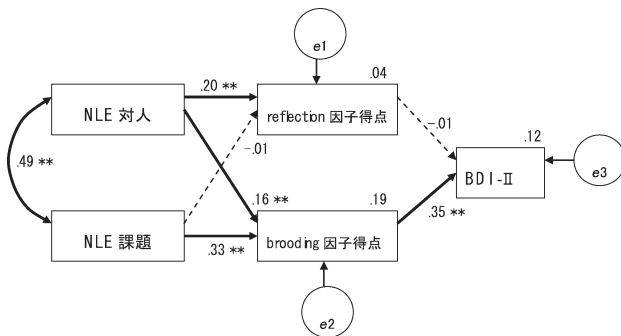 e1
.20 **
.04
NLE 対人
reflection 因子得点
-.01
-.01
.12
.49 **
BDI-Ⅱ
e3
.16 **
.19
.35 **
NLE 課題
brooding 因子得点
.33 **
e2